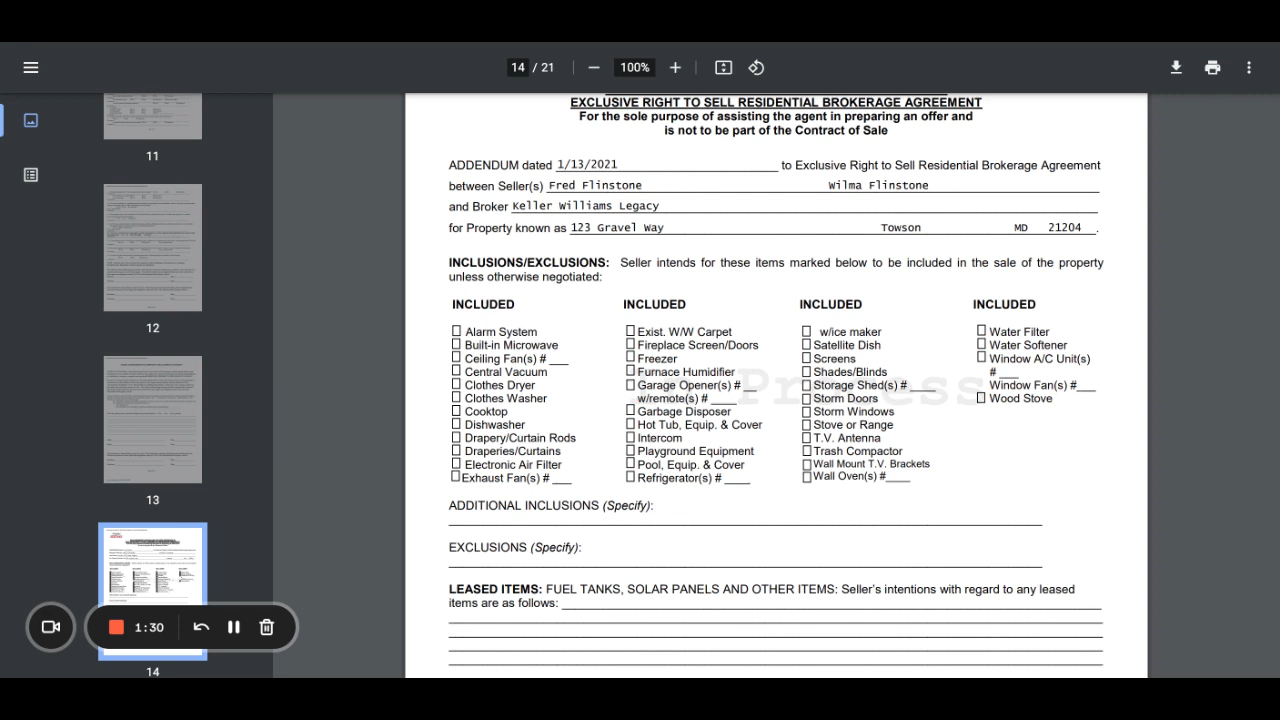 14 / 21
100%
11
12
13
14
1:30
EXCLUSIVE RIGHT TO SELL RESIDENTIAL BROKERAGE AGREEMENT
For the sole purpose of assisting the agent in preparing an offer and
is not to be part of the Contract of Sale
ADDENDUM dated 1/13/2021 to Exclusive Right to Sell Residential Brokerage Agreement
between Seller(s) Fred Flinstone Wilma Flinstone
and Broker Keller Williams Legacy
for Property known as 123 Gravel Way Towson MD 21204 .
INCLUSIONS/EXCLUSIONS: Seller intends for these items marked below to be included in the sale of the property
unless otherwise negotiated:
INCLUDED
Alarm System
Built-in Microwave
Ceiling Fan(s) # ___
Central Vacuum
Clothes Dryer
Clothes Washer
Cooktop
Dishwasher
Drapery/Curtain Rods
Draperies/Curtains
Electronic Air Filter
Exhaust Fan(s) # ___
INCLUDED
Exist. W/W Carpet
Fireplace Screen/Doors
Freezer
Furnace Humidifier
Garage Opener(s) # __
w/remote(s) # ____
Garbage Disposer
Hot Tub, Equip. & Cover
Intercom
Playground Equipment
Pool, Equip. & Cover
Refrigerator(s) # ____
INCLUDED
w/ice maker
Satellite Dish
Screens
Shades/Blinds
Storage Shed(s) # ____
Storm Doors
Storm Windows
Stove or Range
T.V. Antenna
Trash Compactor
Wall Mount T.V. Brackets
Wall Oven(s) #____
INCLUDED
Water Filter
Water Softener
Window A/C Unit(s)
# ___
Window Fan(s) #___
Wood Stove
ADDITIONAL INCLUSIONS (Specify):
EXCLUSIONS (Specify):
LEASED ITEMS: FUEL TANKS, SOLAR PANELS AND OTHER ITEMS: Seller's intentions with regard to any leased
items are as follows: